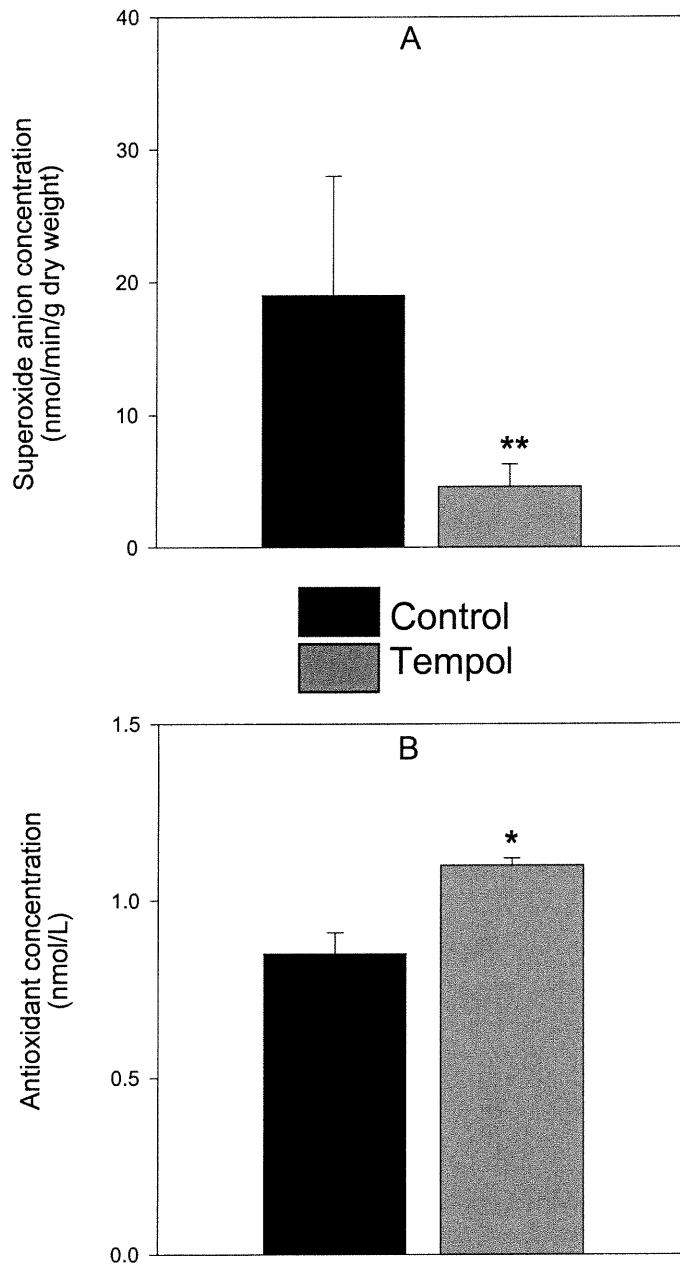 A
40
30
20
10
0
Superoxide anion concentration
(nmol/min/g dry weight)
**
Control
Tempol
B
1.5
1.0
0.5
0.0
Antioxidant concentration
(nmol/L)
*